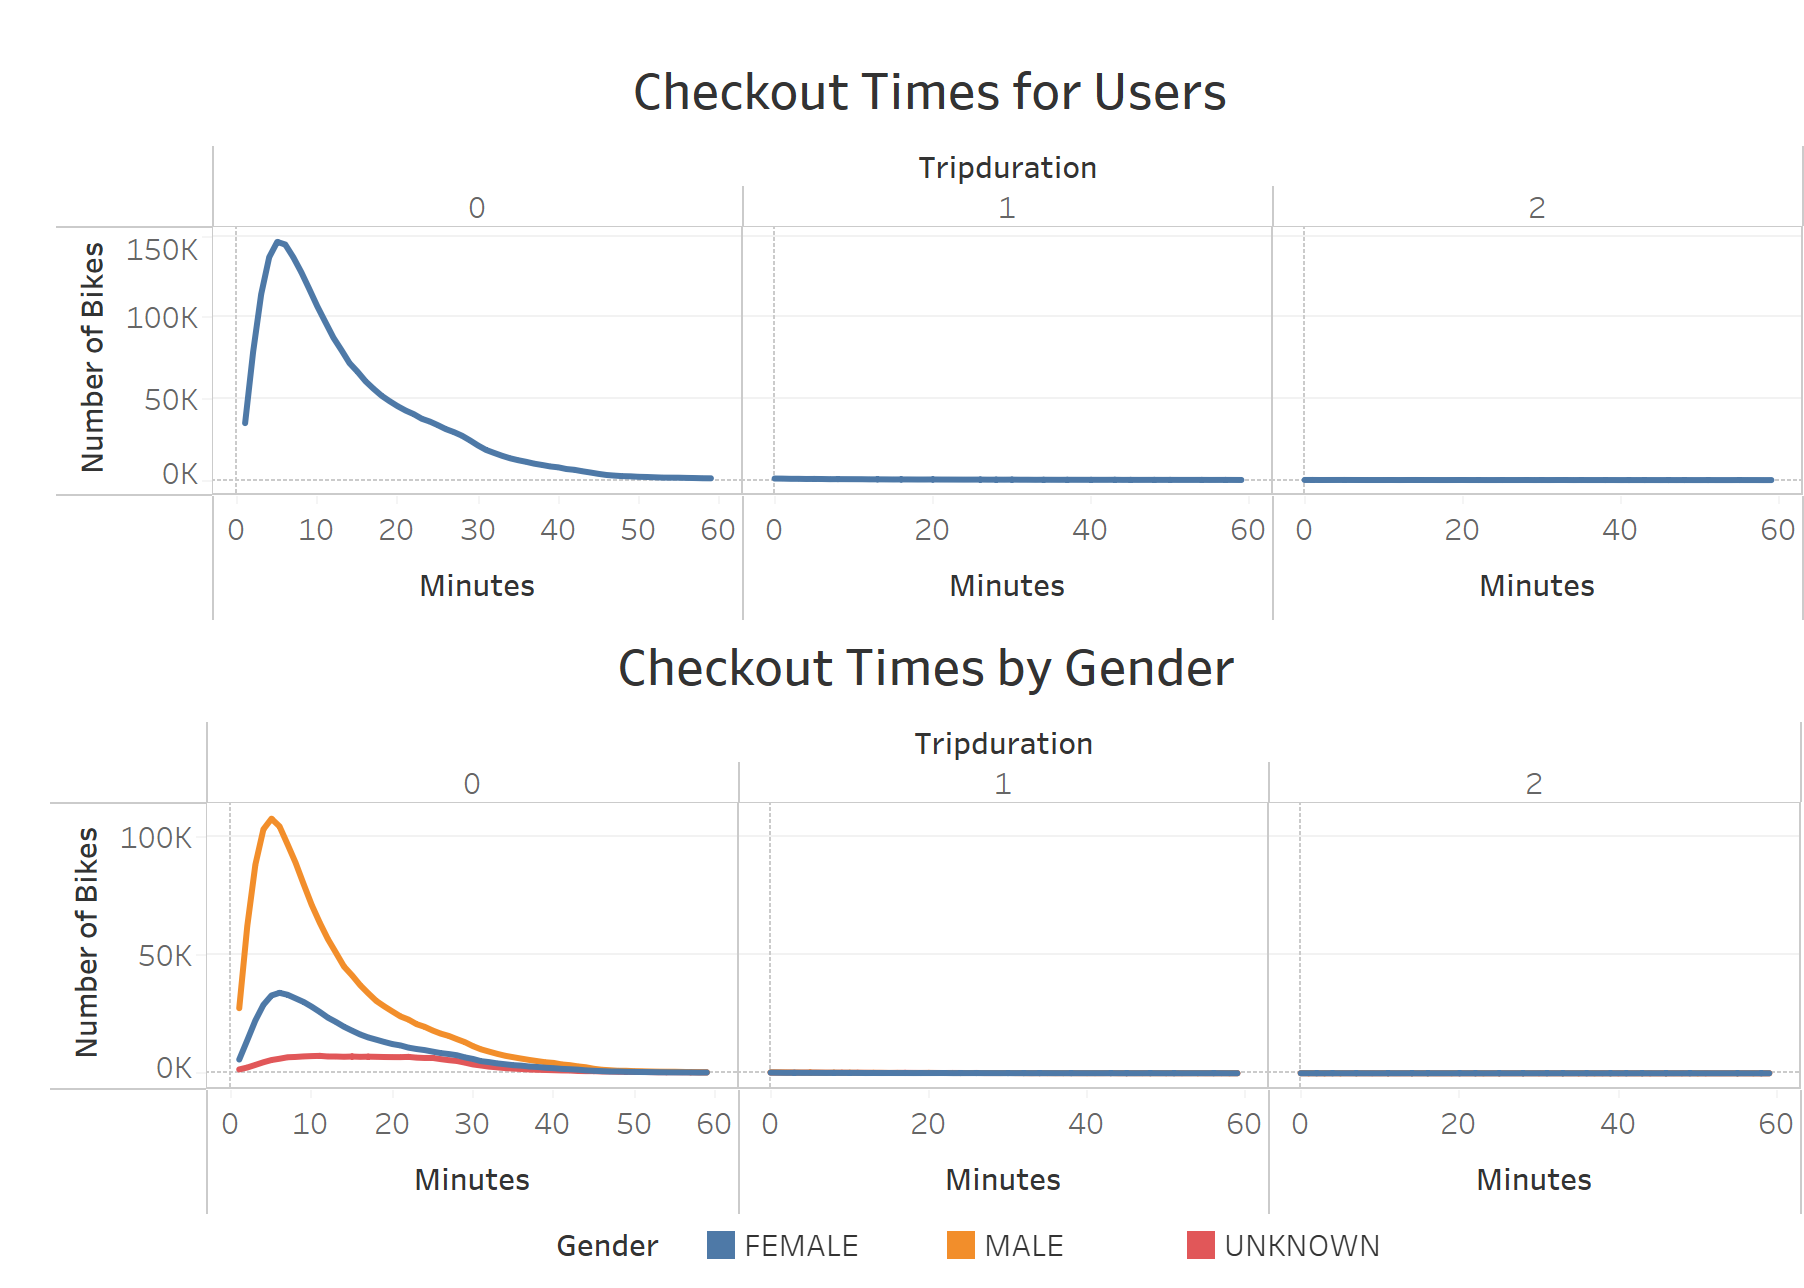 Checkout Times for Users
Tripduration
0 1 2
Number of Bikes
150K
100K
50K
0K
0 10 20 30 40 50 60 0 20 40 60 0 20 40 60
Minutes Minutes Minutes
Checkout Times by Gender
Tripduration
0 1 2
Number of Bikes
100K
50K
0K
0 10 20 30 40 50 60 0 20 40 60 0 20 40 60
Minutes Minutes Minutes
Gender FEMALE MALE UNKNOWN